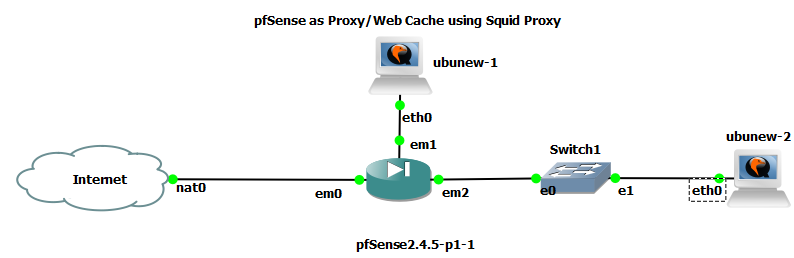 pfSense as Proxy/Web Cache using Squid Proxy
ubunew-1
eth0
em1
Internet
nat0
em0
em2
Switch1
e0
e1
ubunew-2
eth0
pfSense2.4.5-p1-1